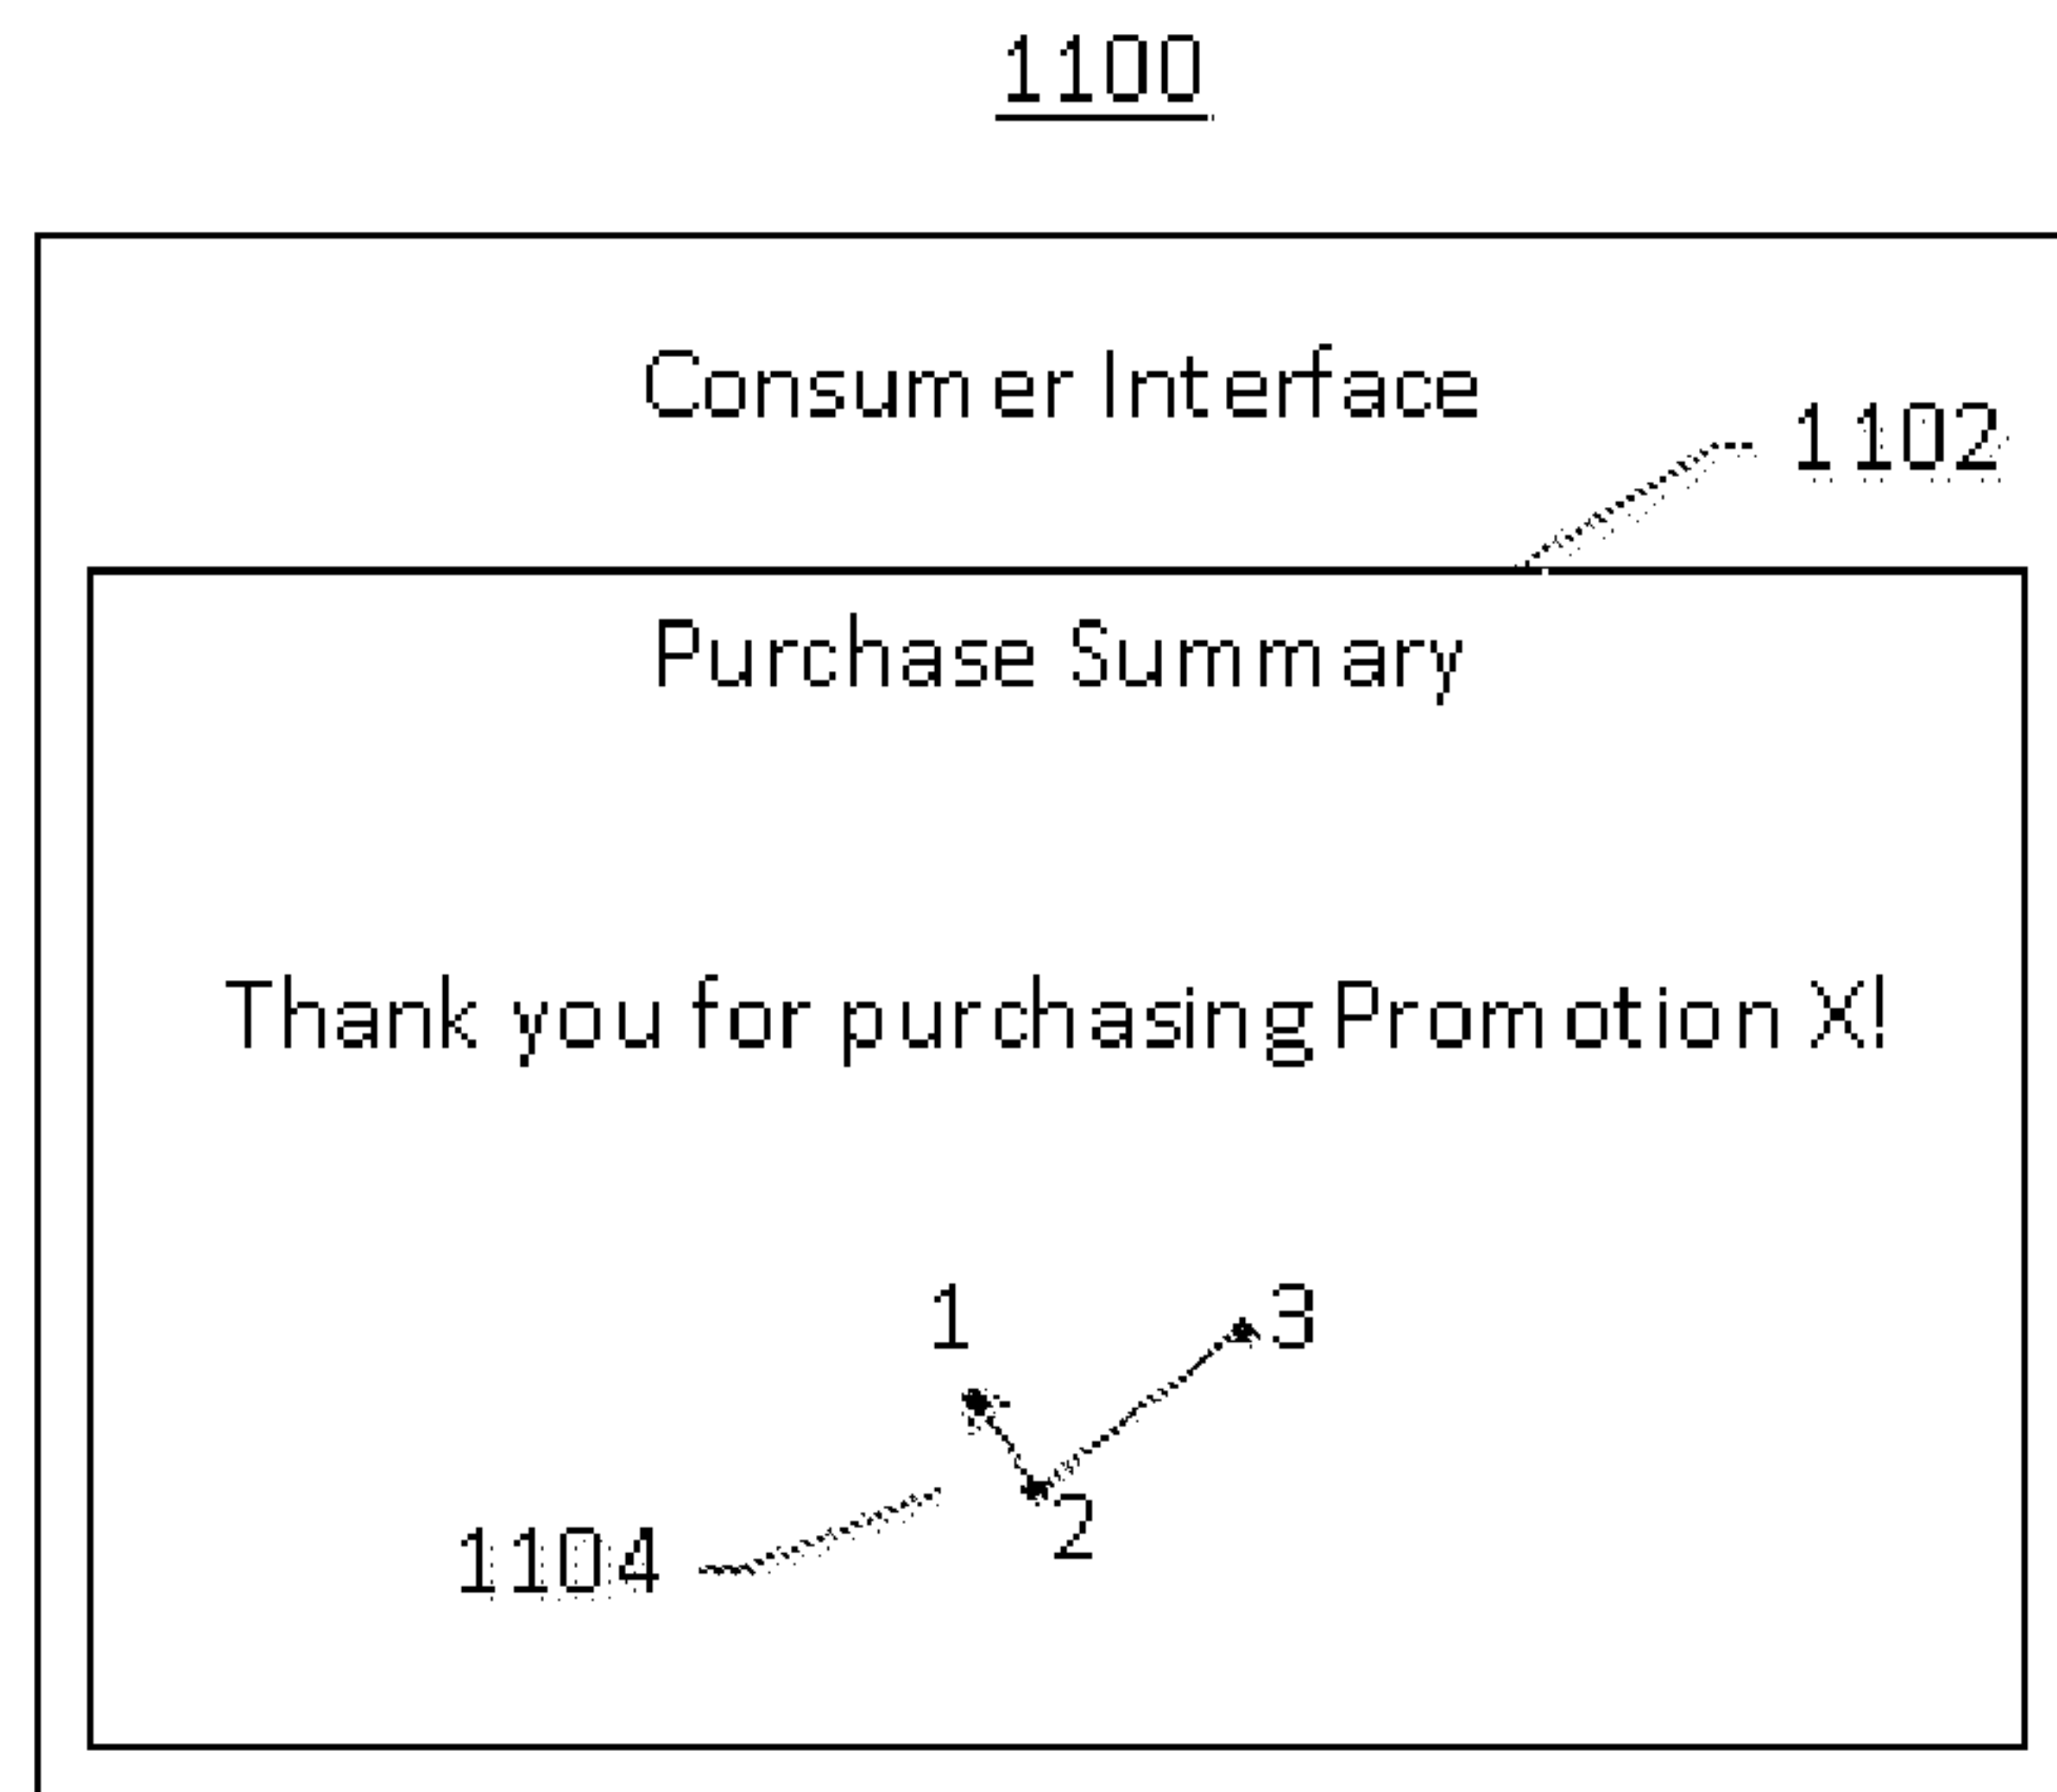 1100
Consumer Interface
1102
Purchase Summary
Thank you for purchasing Promotion X!
1
3
2
1104